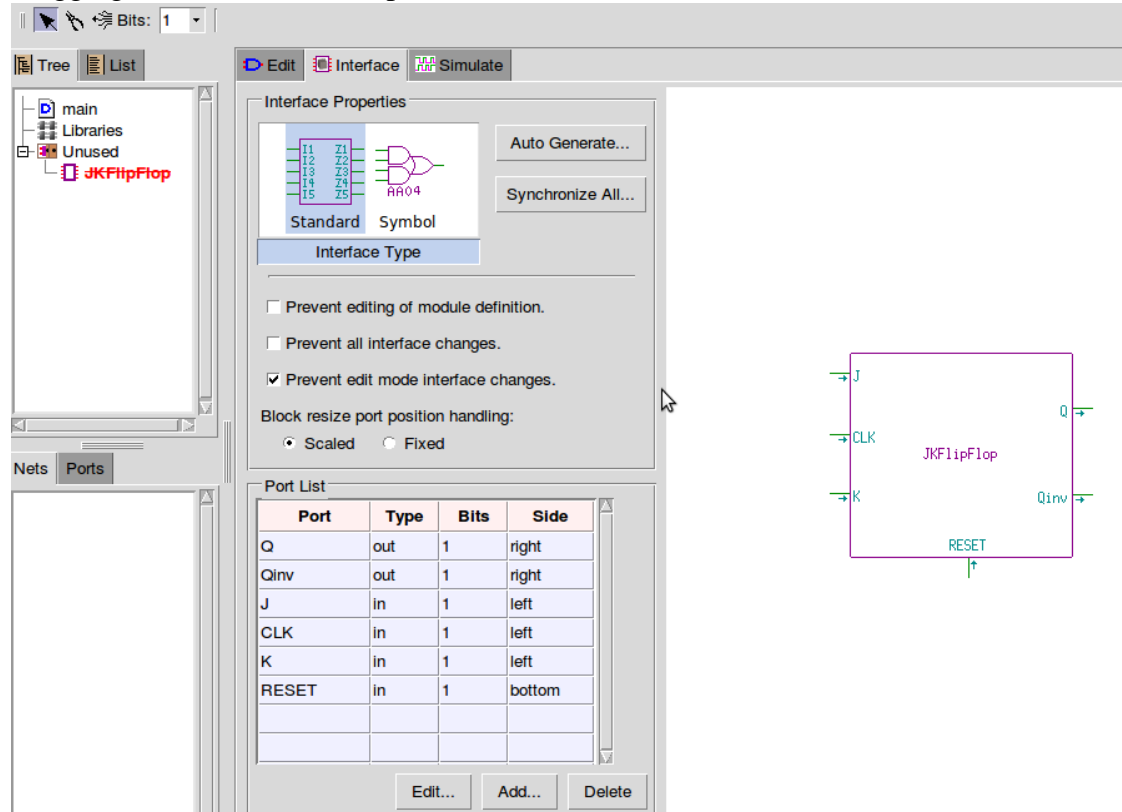 Bits: 1
Tree List
Edit Interface Simulate
main
Libraries
Unused
JKFlipFlop
Interface Properties
I1 Z1
I2 Z2
I3 Z3
I4 Z4
I5 Z5
AA04
Standard Symbol
Interface Type
Auto Generate...
Synchronize All...
Prevent editing of module definition.
Prevent all interface changes.
Prevent edit mode interface changes.
Block resize port position handling:
Scaled Fixed
Nets Ports
Port List
Port Type Bits Side
Q out 1 right
Qinv out 1 right
J in 1 left
CLK in 1 left
K in 1 left
RESET in 1 bottom
Edit... Add... Delete
J
Q
CLK
JKFlipFlop
K Qinv
RESET